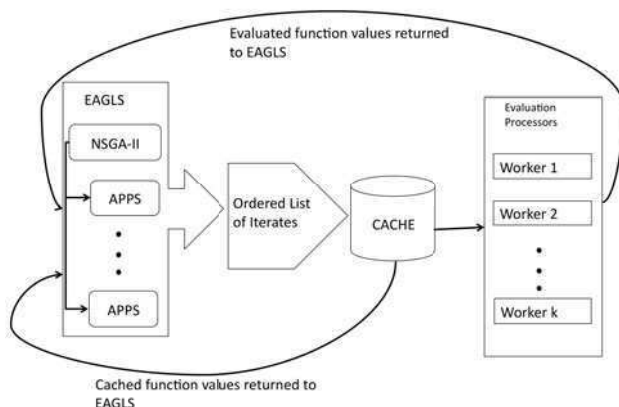 Evaluated function values returned
to EAGLS
EAGLS
NSGA-II
APPS
APPS
Ordered List
of Iterates
CACHE
Evaluation
Processors
Worker 1
Worker 2
Worker k
Cached function values returned to
EAGLS